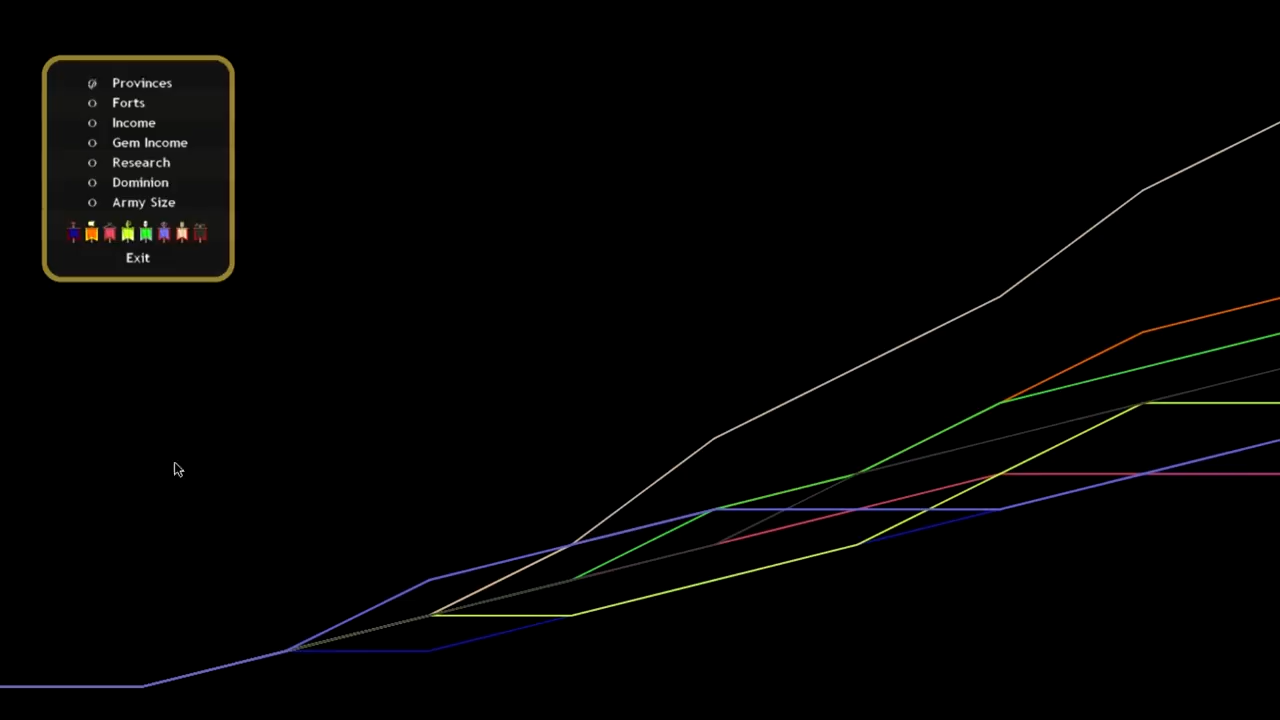 Provinces
Forts
Income
Gem Income
Research
Dominion
Army Size
Exit